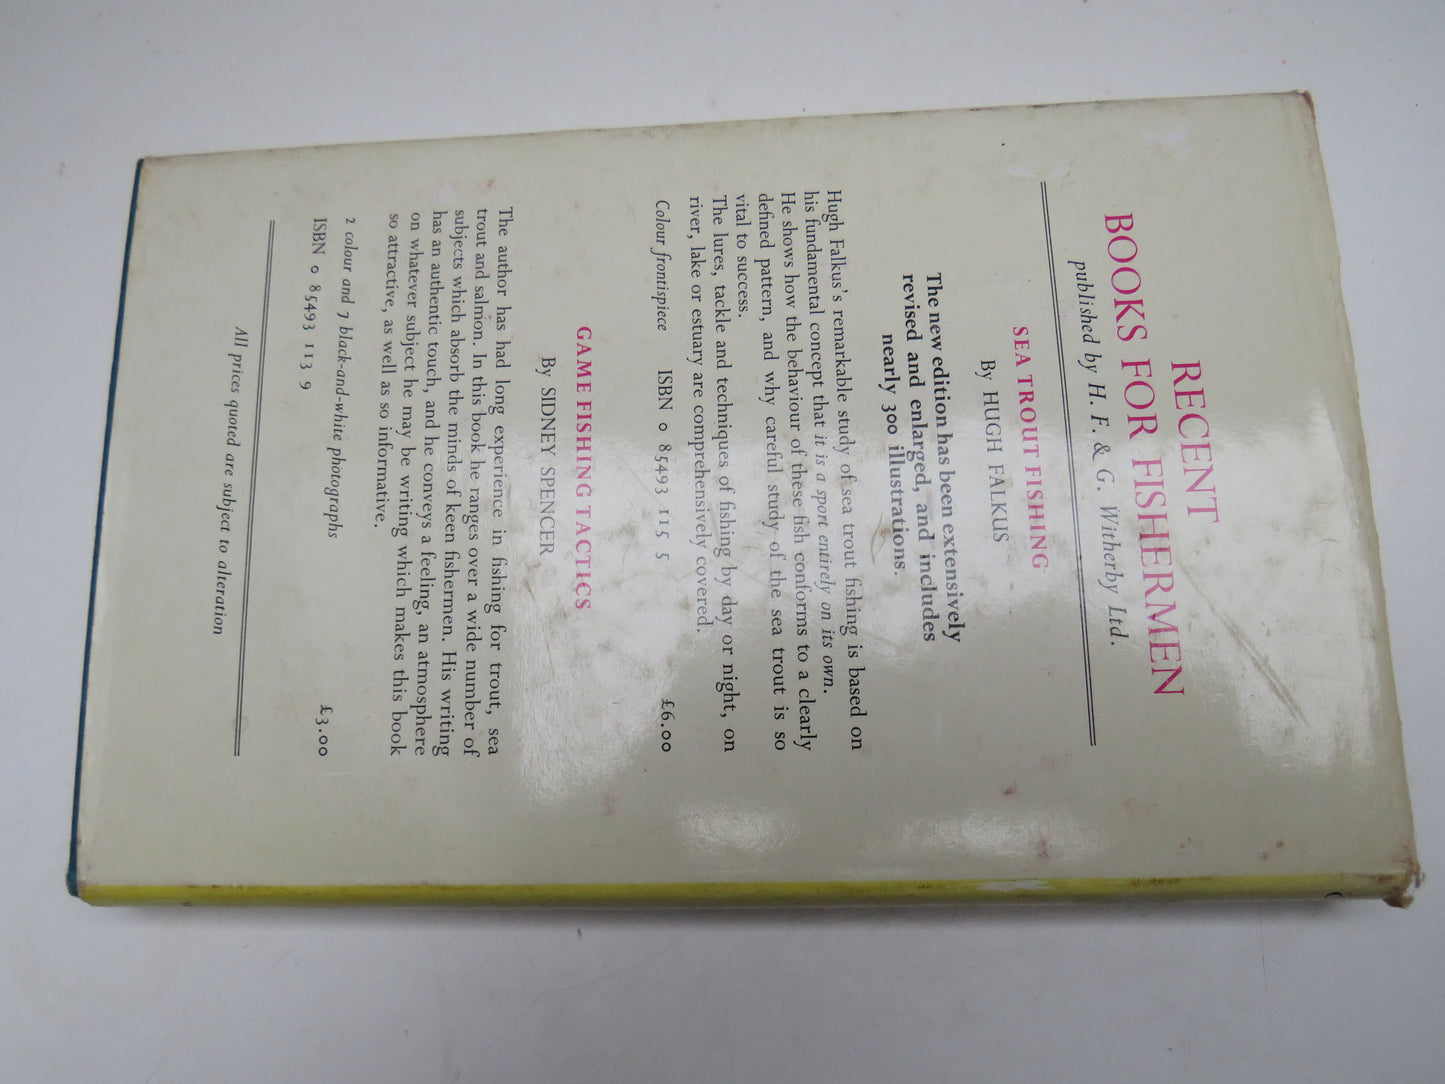 RECENT
BOOKS FOR FISHERMEN
published by H. F. & G. Witherby Ltd.
SEA TROUT FISHING
By HUGH FALKUS
The new edition has been extensively
revised and enlarged, and includes
nearly 300 illustrations.
Hugh Falkus's remarkable study of sea trout fishing is based on
his fundamental concept that it is a sport entirely on its own.
He shows how the behaviour of these fish conforms to a clearly
defined pattern, and why careful study of the sea trout is so
vital to success.
The lures, tackle and techniques of fishing by day or night, on
river, lake or estuary are comprehensively covered.
Colour frontispiece ISBN 0 85493 115 5 £6.00
GAME FISHING TACTICS
By SIDNEY SPENCER
The author has had long experience in fishing for trout, sea
trout and salmon. In this book he ranges over a wide number of
subjects which absorb the minds of keen fishermen. His writing
has an authentic touch, and he conveys a feeling, an atmosphere
on whatever subject he may be writing which makes this book
so attractive, as well as so informative.
2 colour and 7 black-and-white photographs
ISBN 0 85493 113 9 £3.00
All prices quoted are subject to alteration